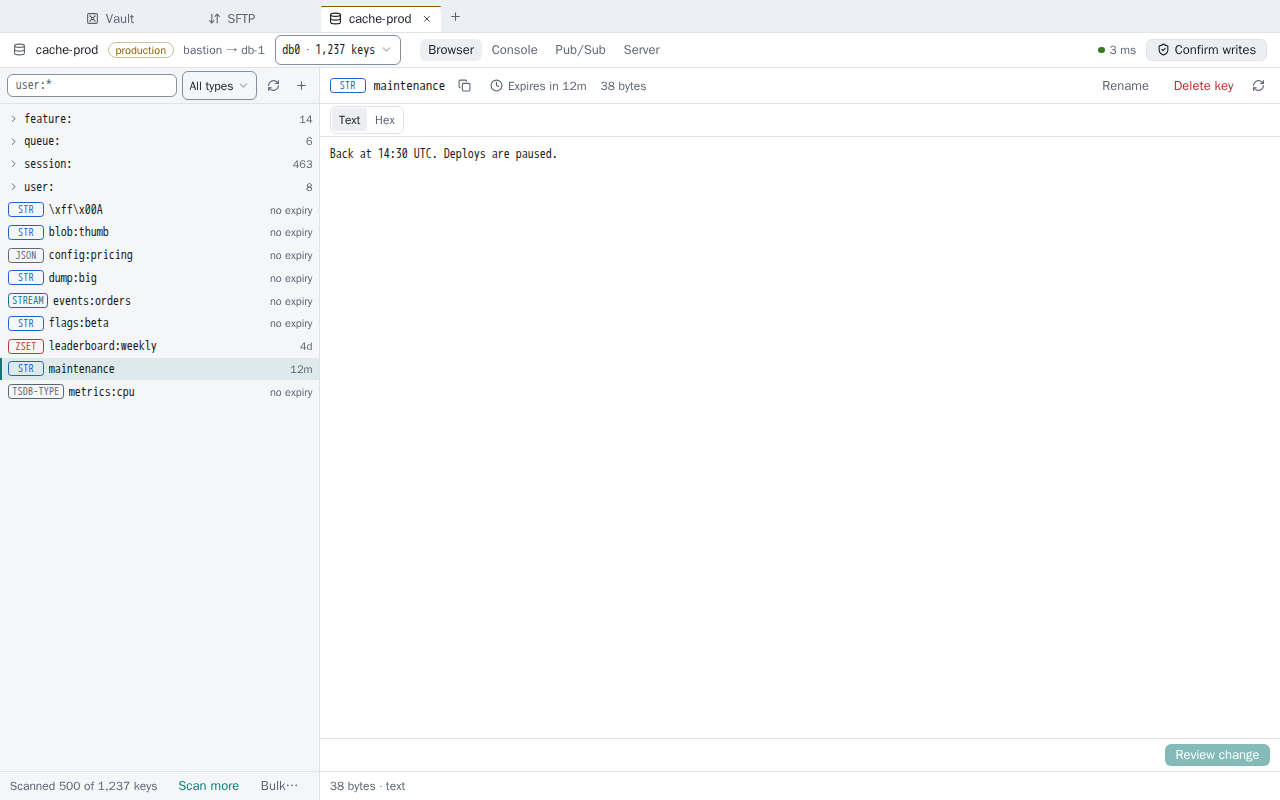 Vault
SFTP
cache-prod
cache-prod
production
bastion → db-1
db0 · 1,237 keys
Browser
Console
Pub/Sub
Server
3 ms
Confirm writes
user:*
All types
STR
maintenance
Expires in 12m
38 bytes
Rename
Delete key
feature: 14
queue: 6
session: 463
user: 8
STR \xff\x00A no expiry
STR blob:thumb no expiry
JSON config:pricing no expiry
STR dump:big no expiry
STREAM events:orders no expiry
STR flags:beta no expiry
ZSET leaderboard:weekly 4d
STR maintenance 12m
TSDB-TYPE metrics:cpu no expiry
Text
Hex
Back at 14:30 UTC. Deploys are paused.
Review change
Scanned 500 of 1,237 keys
Scan more
Bulk⋯
38 bytes · text